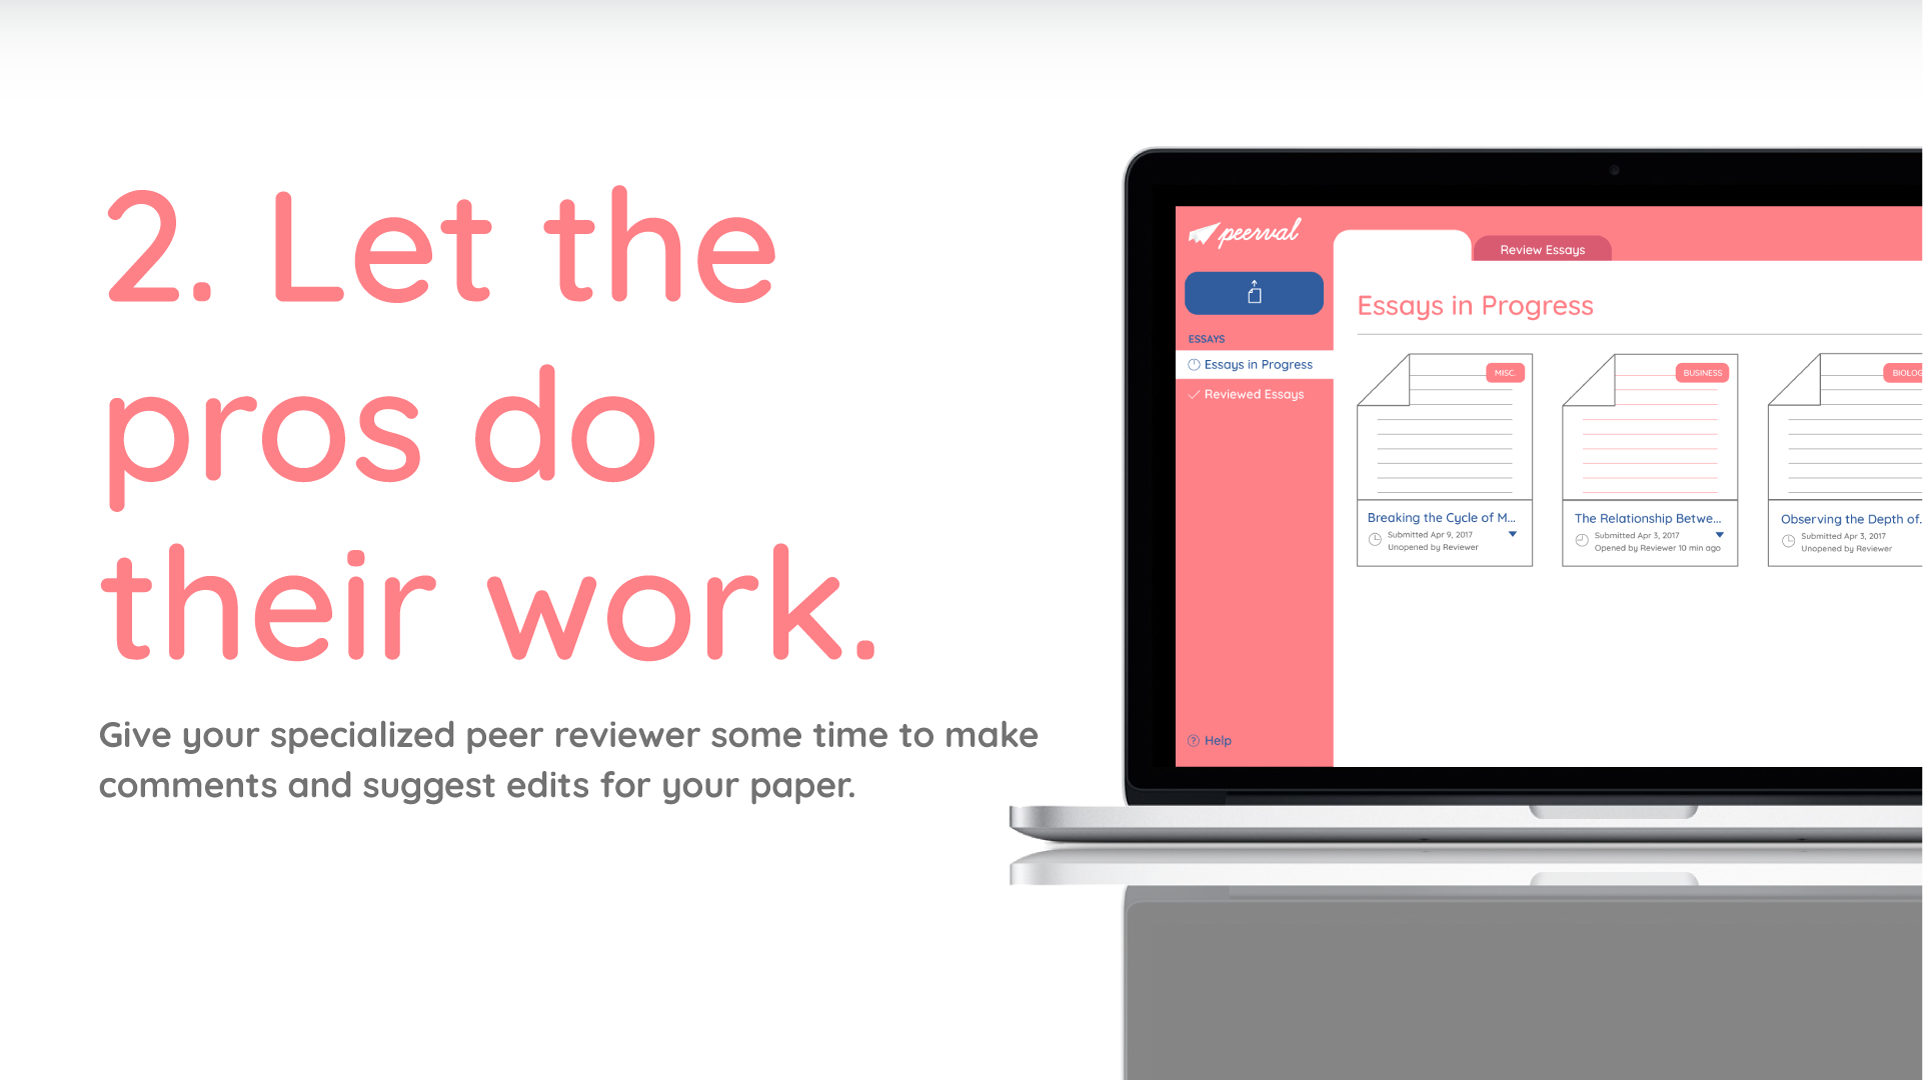 2. Let the
pros do
their work.
Give your specialized peer reviewer some time to make
comments and suggest edits for your paper.
peerval
Review Essays
ESSAYS
Essays in Progress
Reviewed Essays
Help
Essays in Progress
MISC.
Breaking the Cycle of M...
Submitted Apr 9, 2017
Unopened by Reviewer
BUSINESS
The Relationship Betwe...
Submitted Apr 3, 2017
Opened by Reviewer 10 min ago
BIOLOG
Observing the Depth of.
Submitted Apr 3, 2017
Unopened by Reviewer